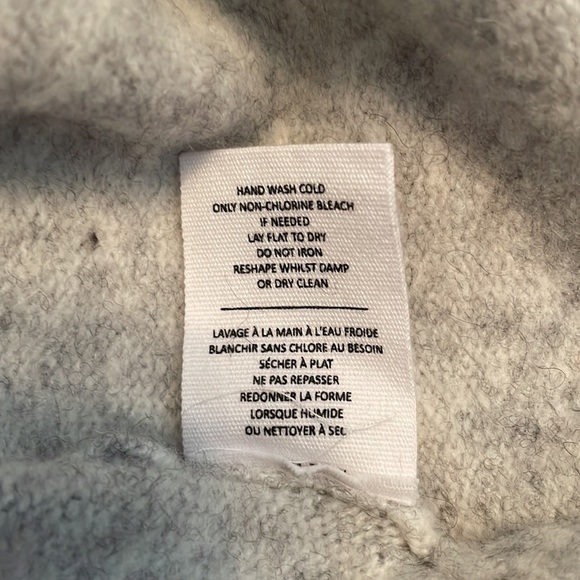 HAND WASH COLD
ONLY NON-CHLORINE BLEACH
IF NEEDED
LAY FLAT TO DRY
DO NOT IRON
RESHAPE WHILST DAMP
OR DRY CLEAN
LAVAGE À LA MAIN À L'EAU FROIDE
BLANCHIR SANS CHLORE AU BESOIN
SÉCHER À PLAT
NE PAS REPASSER
REDONNER LA FORME
LORSQUE HUMIDE
OU NETTOYER À SEC